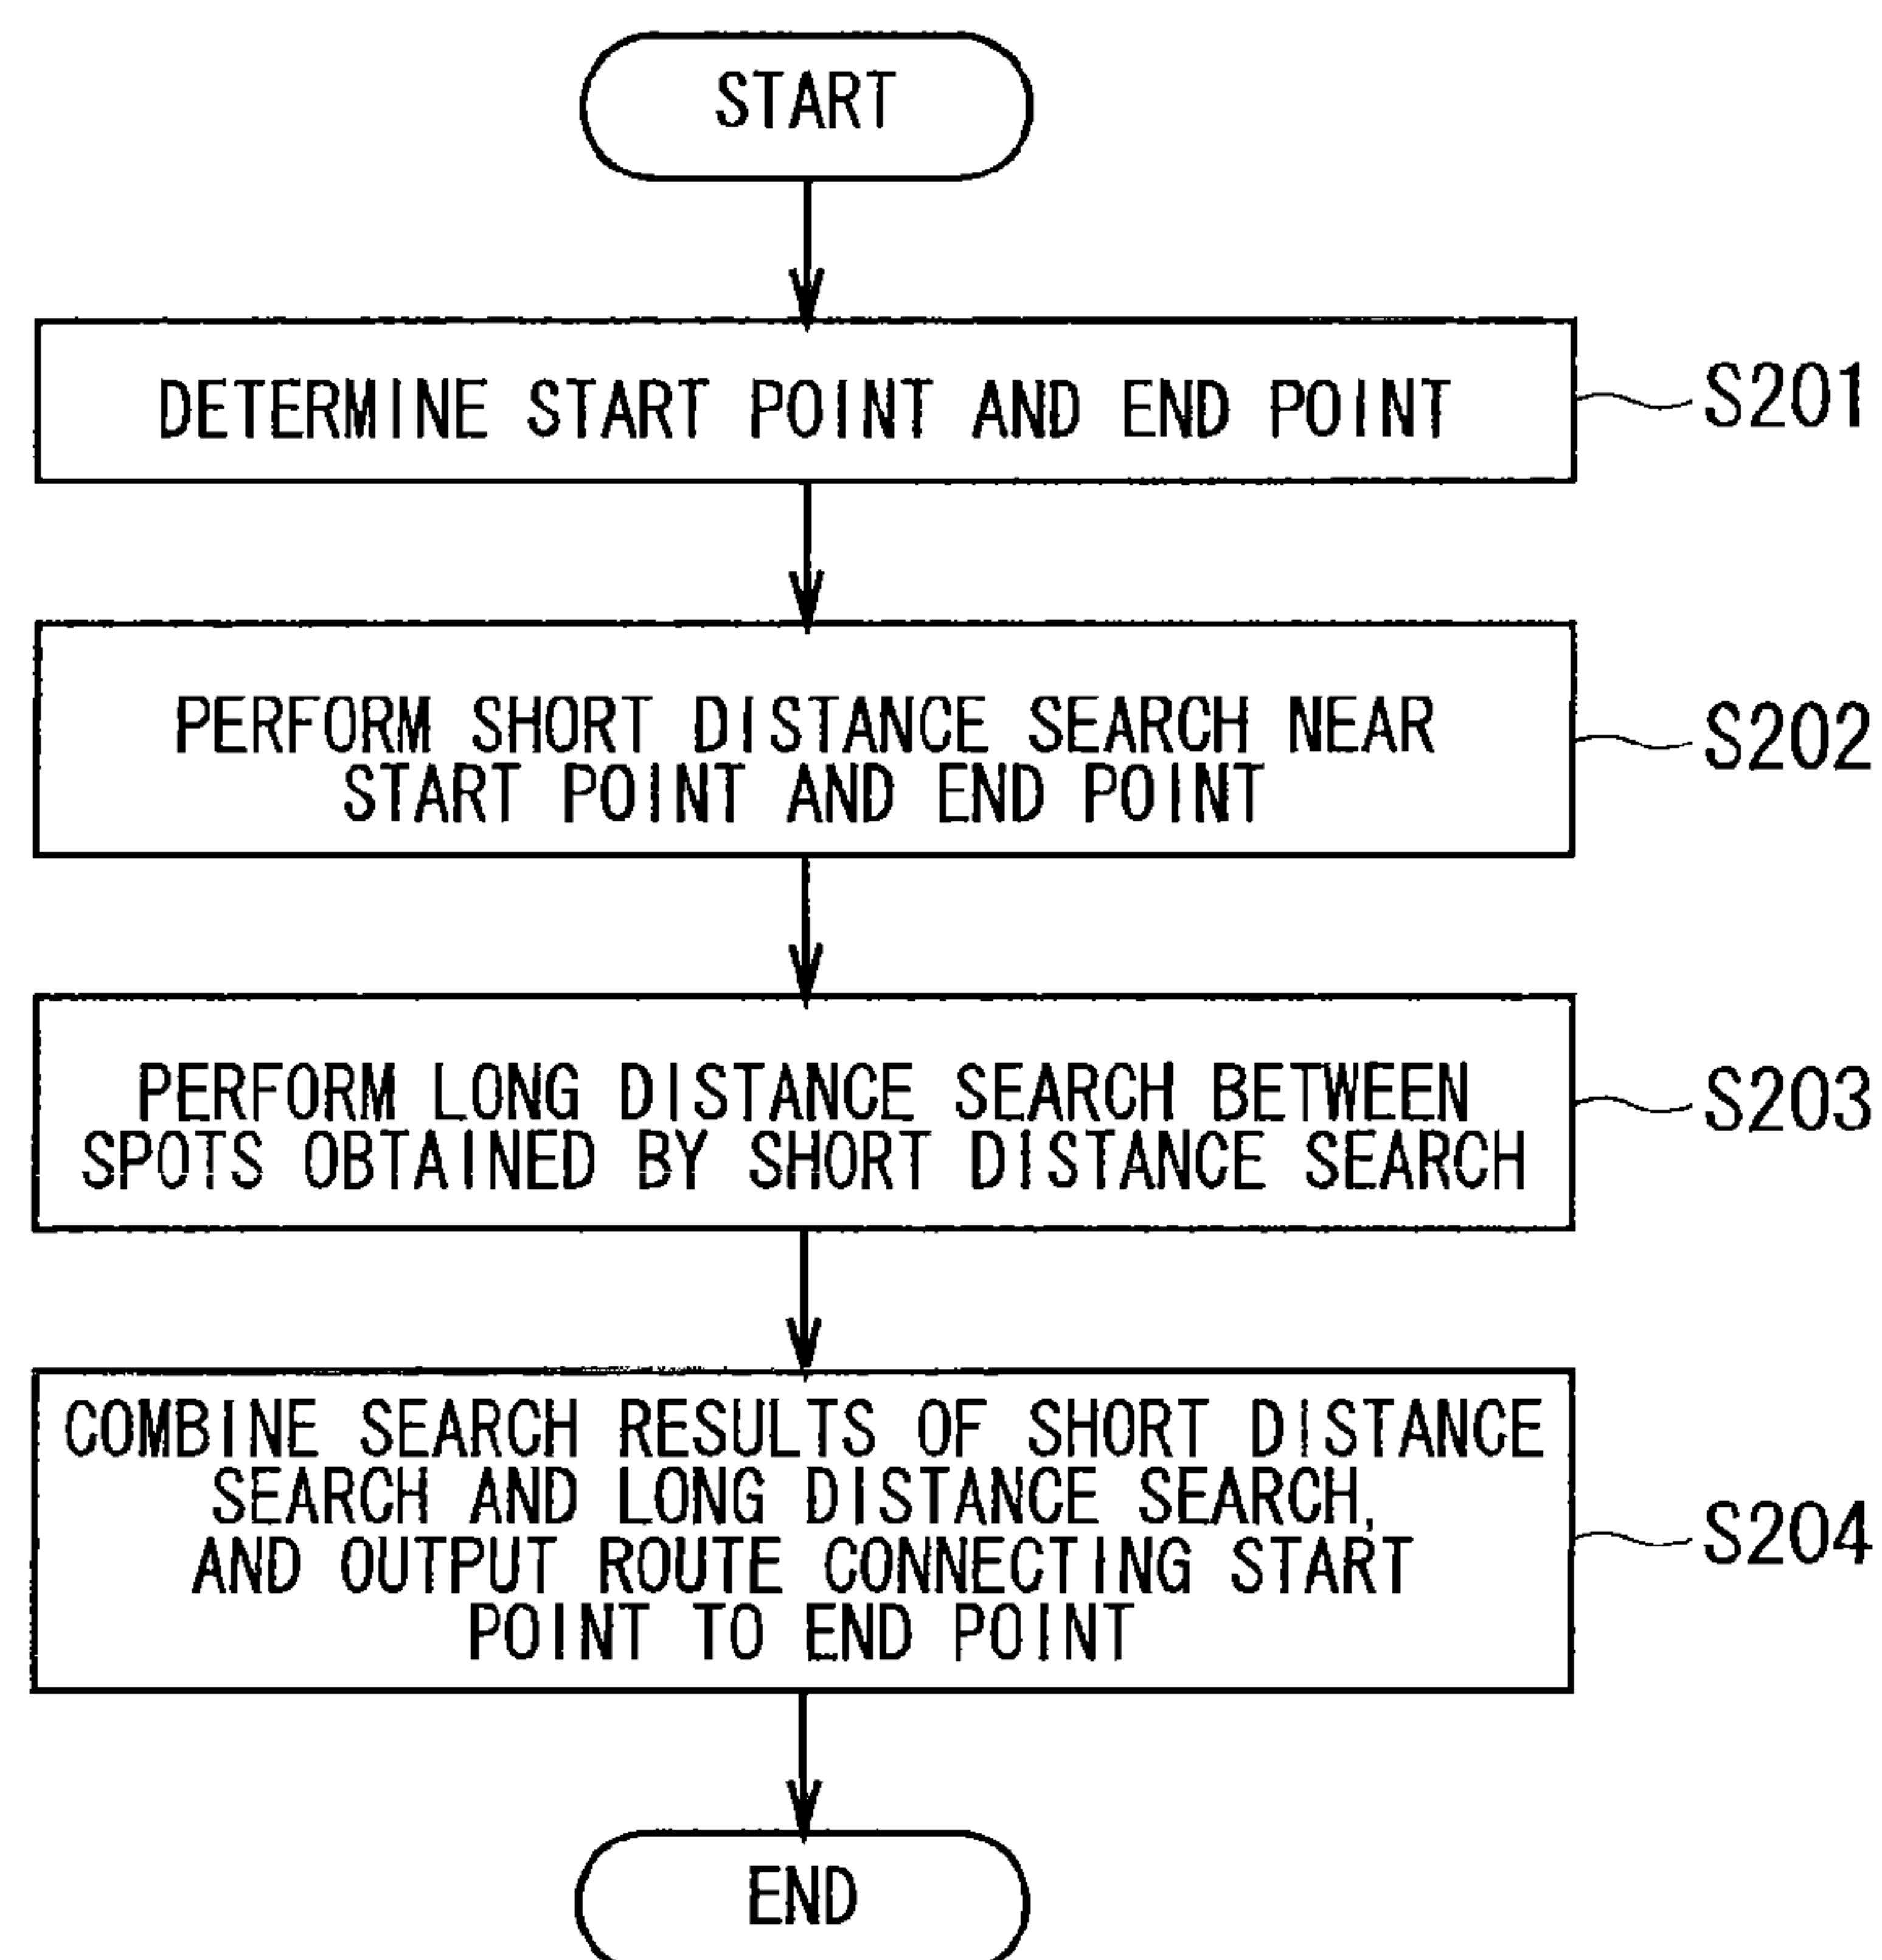 START
DETERMINE START POINT AND END POINT
S201
PERFORM SHORT DISTANCE SEARCH NEAR
START POINT AND END POINT
S202
PERFORM LONG DISTANCE SEARCH BETWEEN
SPOTS OBTAINED BY SHORT DISTANCE SEARCH
S203
COMBINE SEARCH RESULTS OF SHORT DISTANCE
SEARCH AND LONG DISTANCE SEARCH,
AND OUTPUT ROUTE CONNECTING START
POINT TO END POINT
S204
END